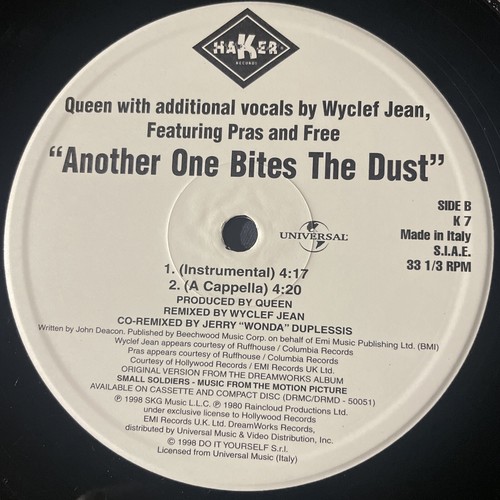 HAKER
RECORDS
Queen with additional vocals by Wyclef Jean,
Featuring Pras and Free
“Another One Bites The Dust”
SIDE B
K 7
UNIVERSAL
Made in Italy
S.I.A.E.
33 1/3 RPM
1. (Instrumental) 4:17
2. (A Cappella) 4:20
PRODUCED BY QUEEN
REMIXED BY WYCLEF JEAN
CO-REMIXED BY JERRY “WONDA” DUPLESSIS
Written by John Deacon. Published by Beechwood Music Corp. on behalf of Emi Music Publishing Ltd. (BMI)
Wyclef Jean appears courtesy of Ruffhouse / Columbia Records
Pras appears courtesy of Ruffhouse / Columbia Records
Courtesy of Hollywood Records / EMI Records UK Ltd.
ORIGINAL VERSION FROM THE DREAMWORKS ALBUM
SMALL SOLDIERS - MUSIC FROM THE MOTION PICTURE
AVAILABLE ON CASSETTE AND COMPACT DISC (DRMC/DRMD - 50051)
℗ 1998 SKG Music L.L.C. ℗ 1980 Raincloud Productions Ltd.
under exclusive license to Hollywood Records
EMI Records U.K. Ltd. DreamWorks Records,
distributed by Universal Music & Video Distribution, Inc.
© 1998 DO IT YOURSELF S.r.l.
Licensed from Universal Music (Italy)